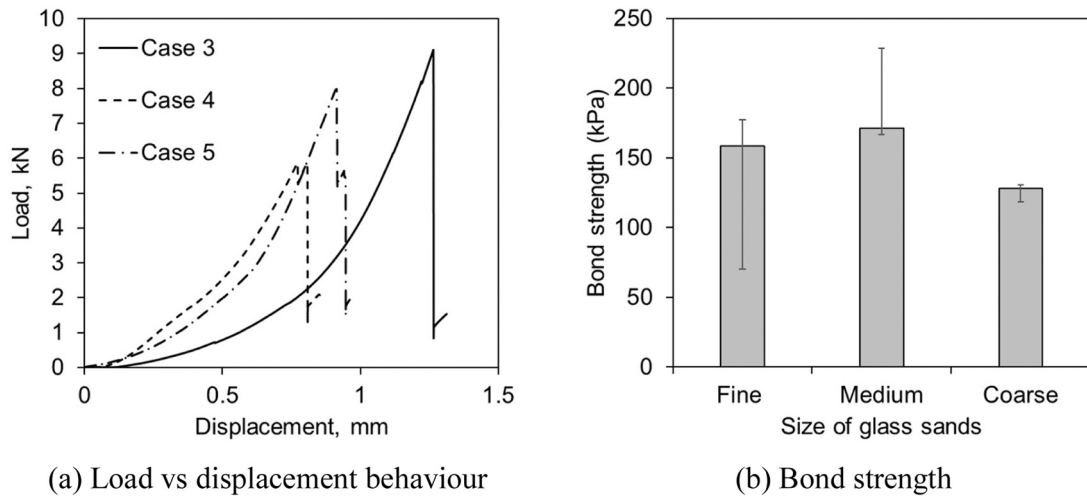 10
9
8
7
6
5
4
3
2
1
0
Load, kN
Case 3
Case 4
Case 5
0 0.5 1 1.5
Displacement, mm
(a) Load vs displacement behaviour
250
200
150
100
50
0
Bond strength (kPa)
Fine Medium Coarse
Size of glass sands
(b) Bond strength